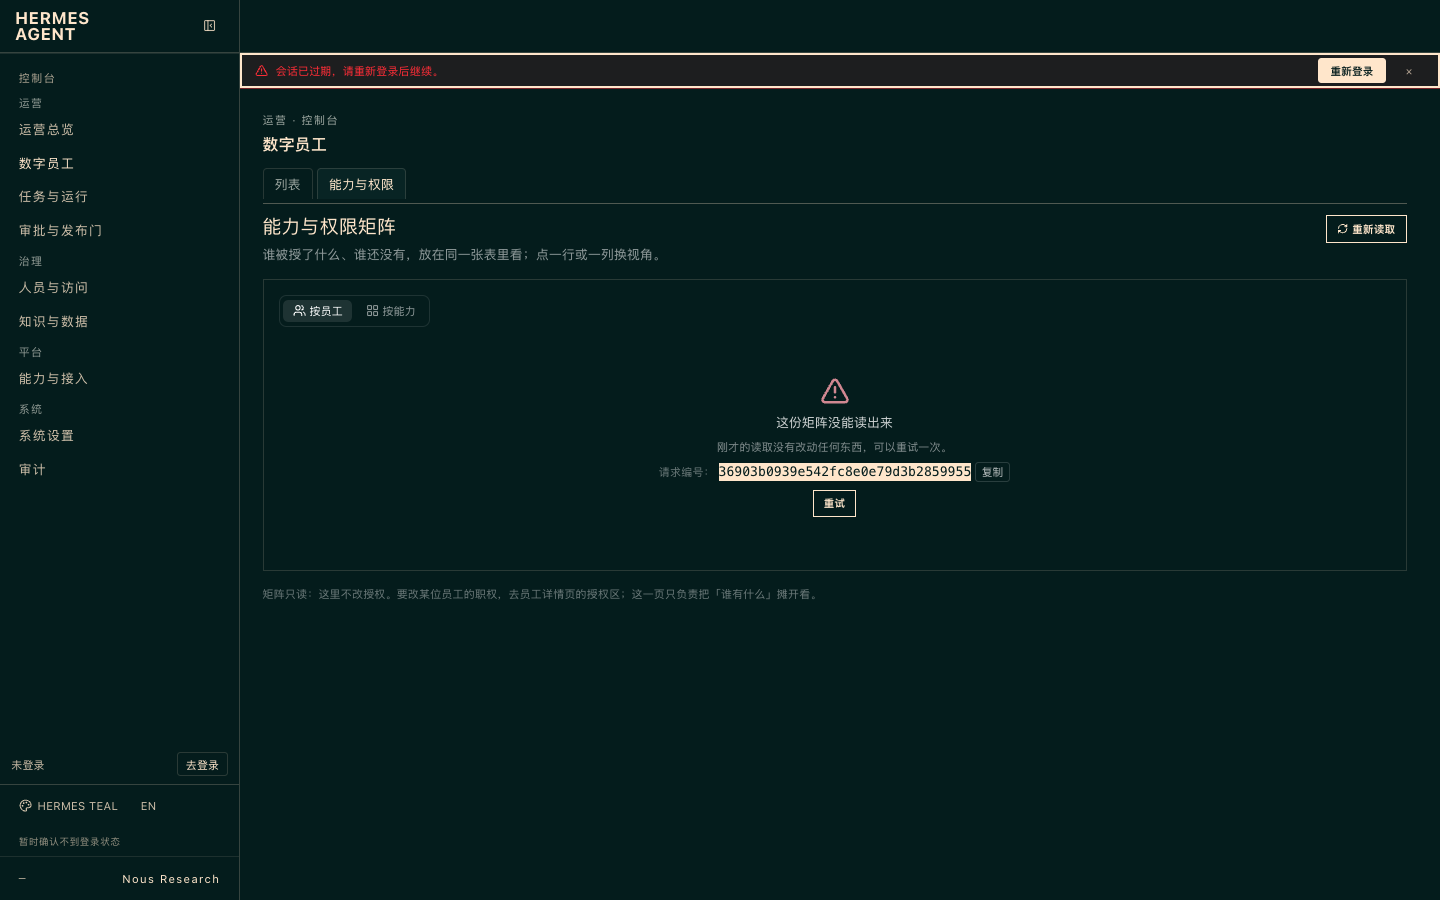 HERMES
AGENT
控制台
运营
运营总览
数字员工
任务与运行
审批与发布门
治理
人员与访问
知识与数据
平台
能力与接入
系统
系统设置
审计
未登录
去登录
HERMES TEAL
EN
暂时确认不到登录状态
–
Nous Research
会话已过期，请重新登录后继续。
重新登录
×
运营 · 控制台
数字员工
列表
能力与权限
能力与权限矩阵
重新读取
谁被授了什么、谁还没有，放在同一张表里看；点一行或一列换视角。
按员工
按能力
这份矩阵没能读出来
刚才的读取没有改动任何东西，可以重试一次。
请求编号： 36903b0939e542fc8e0e79d3b2859955 复制
重试
矩阵只读：这里不改授权。要改某位员工的职权，去员工详情页的授权区；这一页只负责把「谁有什么」摊开看。